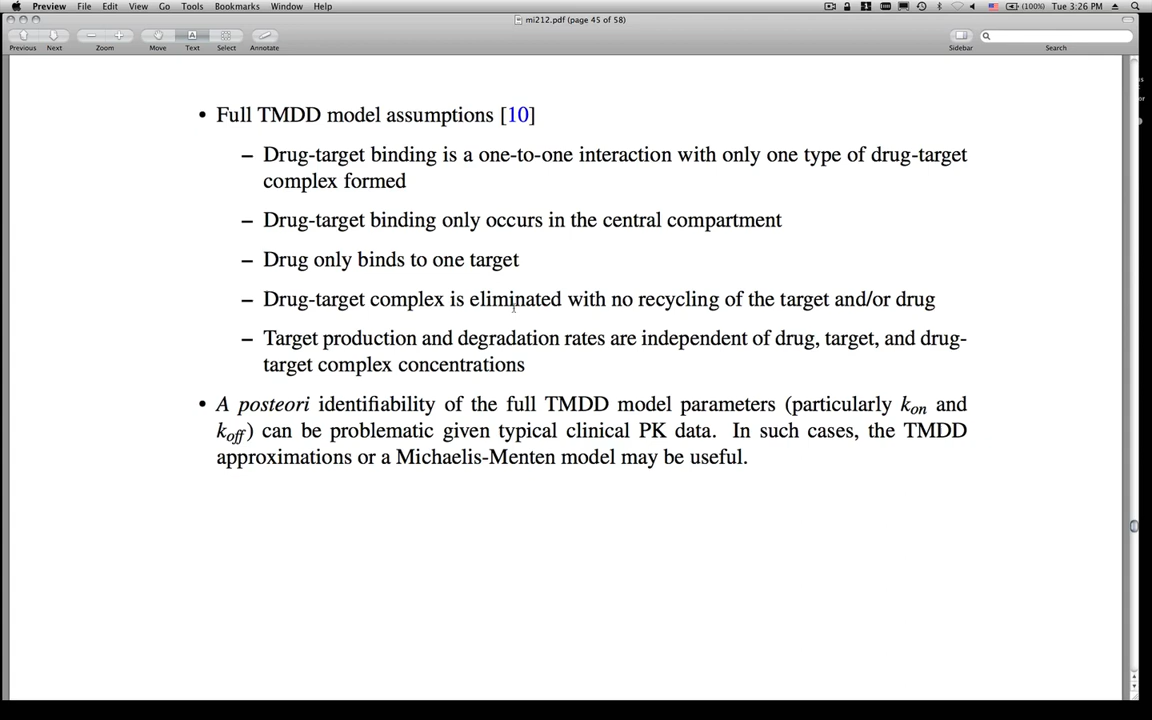 Preview File Edit View Go Tools Bookmarks Window Help (100%) Tue 3:26 PM
mi212.pdf (page 45 of 58)
Previous Next Zoom Move Text Select Annotate Sidebar Search
• Full TMDD model assumptions [10]
– Drug-target binding is a one-to-one interaction with only one type of drug-target
complex formed
– Drug-target binding only occurs in the central compartment
– Drug only binds to one target
– Drug-target complex is eliminated with no recycling of the target and/or drug
– Target production and degradation rates are independent of drug, target, and drug-
target complex concentrations
• A posteori identifiability of the full TMDD model parameters (particularly kon and
koff) can be problematic given typical clinical PK data. In such cases, the TMDD
approximations or a Michaelis-Menten model may be useful.